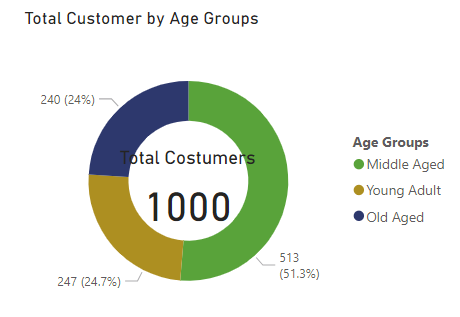 Total Customer by Age Groups
240 (24%)
Total Costumers
1000
247 (24.7%)
513
(51.3%)
Age Groups
Middle Aged
Young Adult
Old Aged